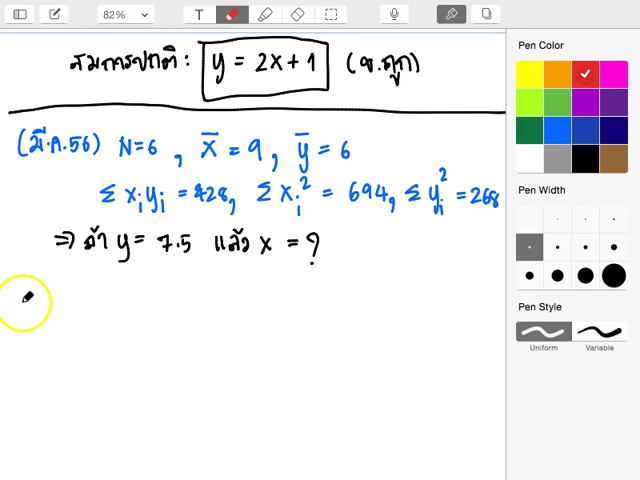 82%
T
Pen Color
สมการปกติ : y = 2x+1 (ข.ถูก)
(มี.ค.56) N=6 , x̄ = 9, ȳ = 6
Σ xᵢyᵢ = 428, Σ xᵢ² = 694, Σ yᵢ² = 268
⇒ ถ้า y = 7.5 แล้ว x = ?
Pen Width
Pen Style
Uniform Variable